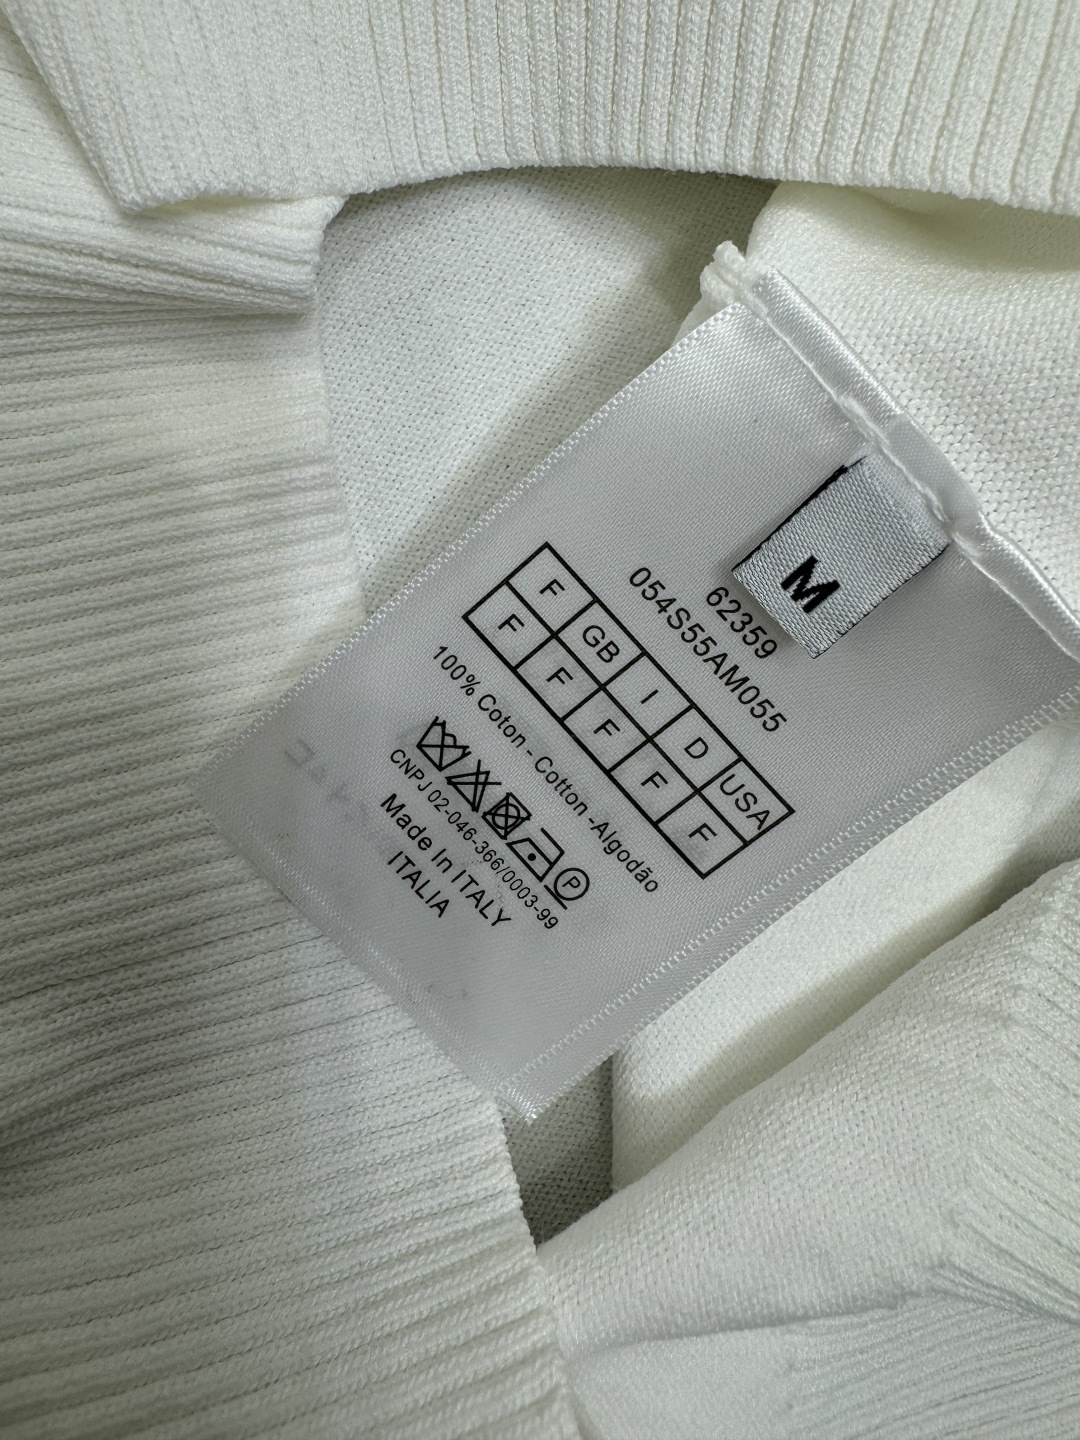 M
62359
054S55AM055
F GB I D USA
F F F F F
100% Coton - Cotton -Algodão
P
CNPJ 02-046-366/0003-99
Made In ITALY
ITALIA